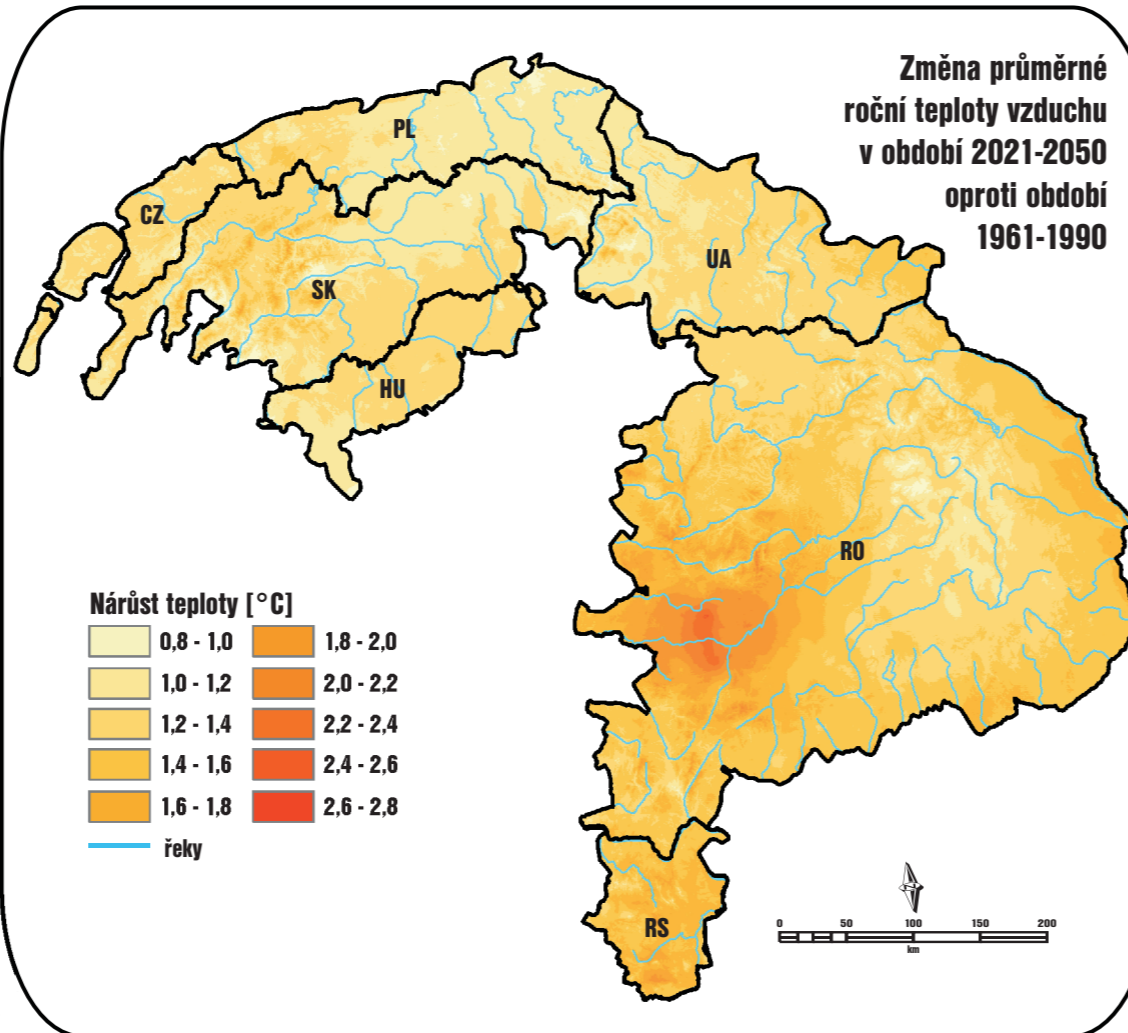 Změna průměrné
roční teploty vzduchu
v období 2021-2050
oproti období
1961-1990
PL
CZ
UA
SK
HU
RO
RS
Nárůst teploty [°C]
0,8 - 1,0
1,0 - 1,2
1,2 - 1,4
1,4 - 1,6
1,6 - 1,8
1,8 - 2,0
2,0 - 2,2
2,2 - 2,4
2,4 - 2,6
2,6 - 2,8
řeky
0 50 100 150 200
km